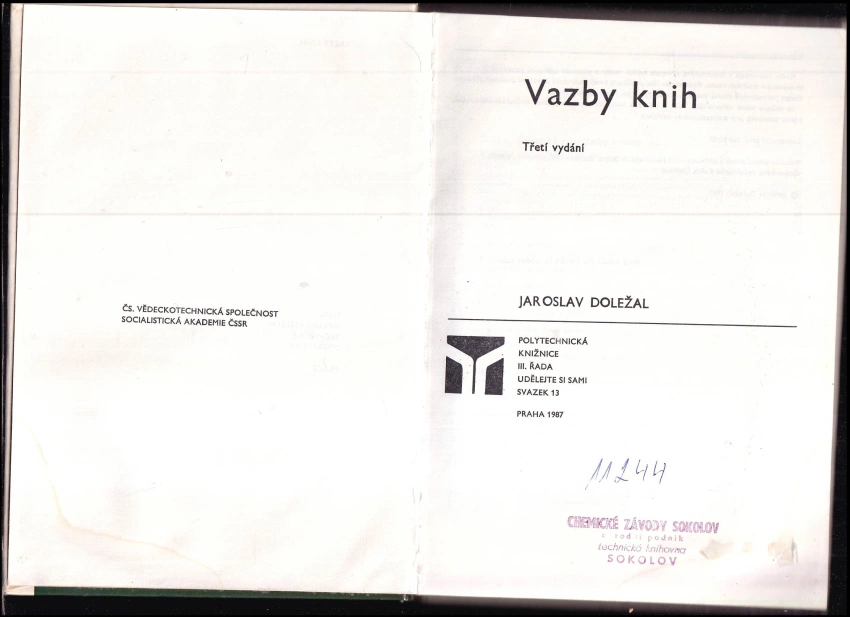 ČS. VĚDECKOTECHNICKÁ SPOLEČNOST
SOCIALISTICKÁ AKADEMIE ČSSR
Vazby knih
Třetí vydání
JAROSLAV DOLEŽAL
POLYTECHNICKÁ
KNIŽNICE
III. ŘADA
UDĚLEJTE SI SAMI
SVAZEK 13
PRAHA 1987
11244
CHEMICKÉ ZÁVODY SOKOLOV
podnik
technická knihovna
SOKOLOV